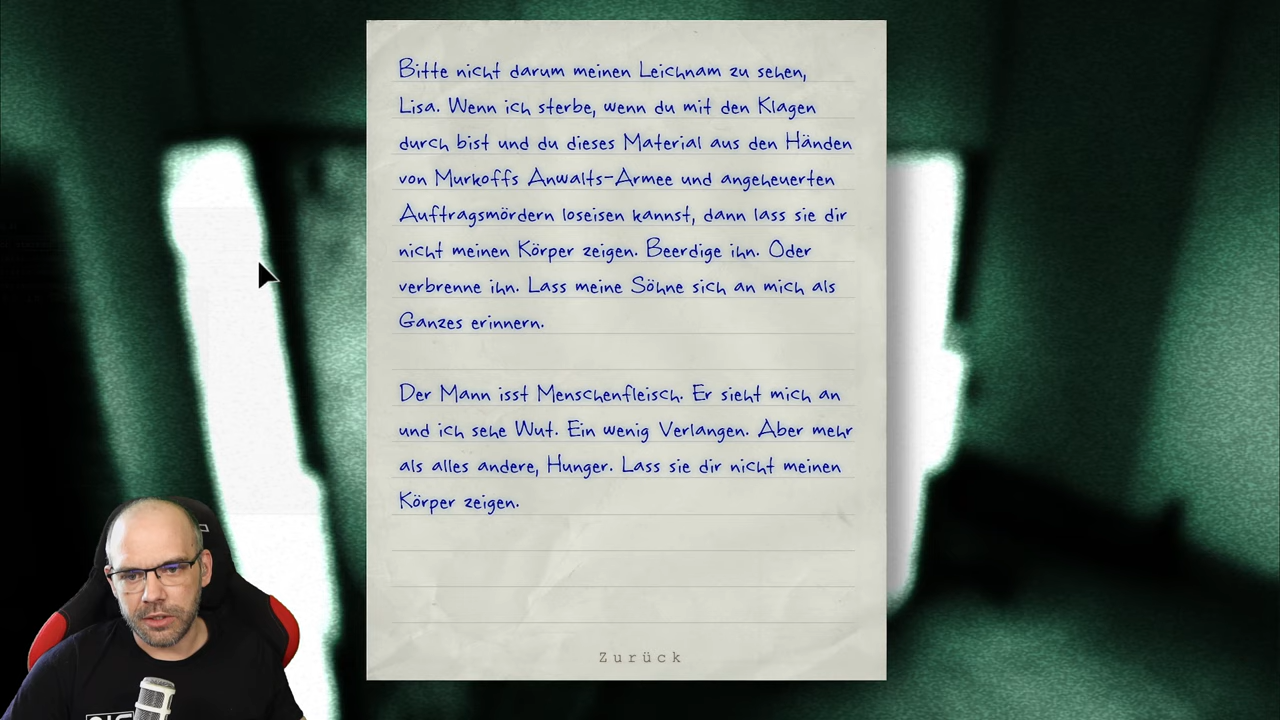 Bitte nicht darum meinen Leichnam zu sehen,
Lisa. Wenn ich sterbe, wenn du mit den Klagen
durch bist und du dieses Material aus den Händen
von Murkoffs Anwalts-Armee und angeheuerten
Auftragsmördern loseisen kannst, dann lass sie dir
nicht meinen Körper zeigen. Beerdige ihn. Oder
verbrenne ihn. Lass meine Söhne sich an mich als
Ganzes erinnern.
Der Mann isst Menschenfleisch. Er sieht mich an
und ich sehe Wut. Ein wenig Verlangen. Aber mehr
als alles andere, Hunger. Lass sie dir nicht meinen
Körper zeigen.
Zurück